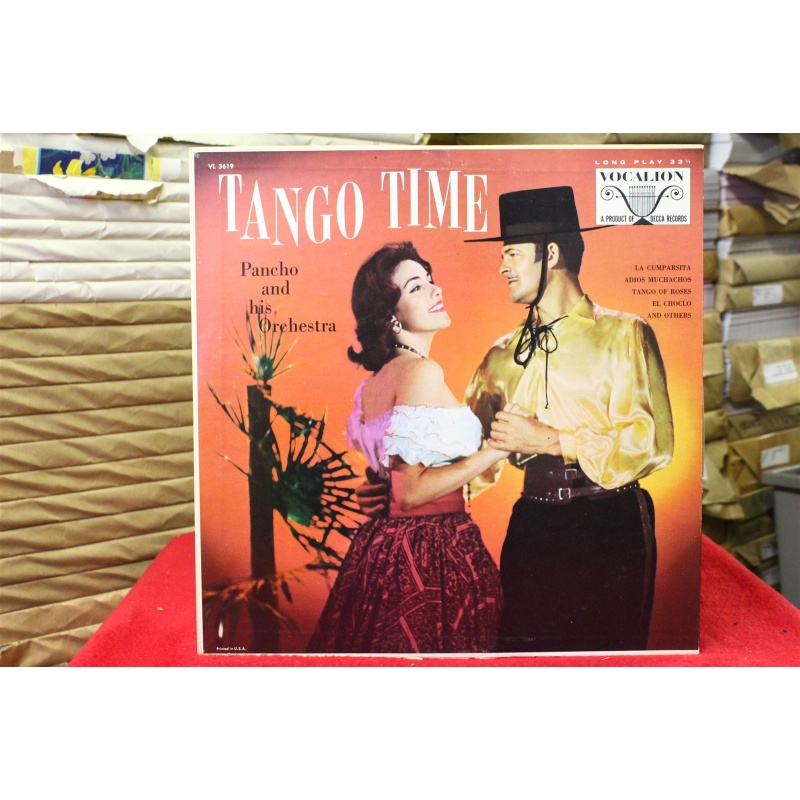 VL 3619
LONG PLAY 33⅓
TANGO TIME
VOCALION
A PRODUCT OF DECCA RECORDS
Pancho
and
his
Orchestra
LA CUMPARSITA
ADIOS MUCHACHOS
TANGO OF ROSES
EL CHOCLO
AND OTHERS
Printed in U.S.A.